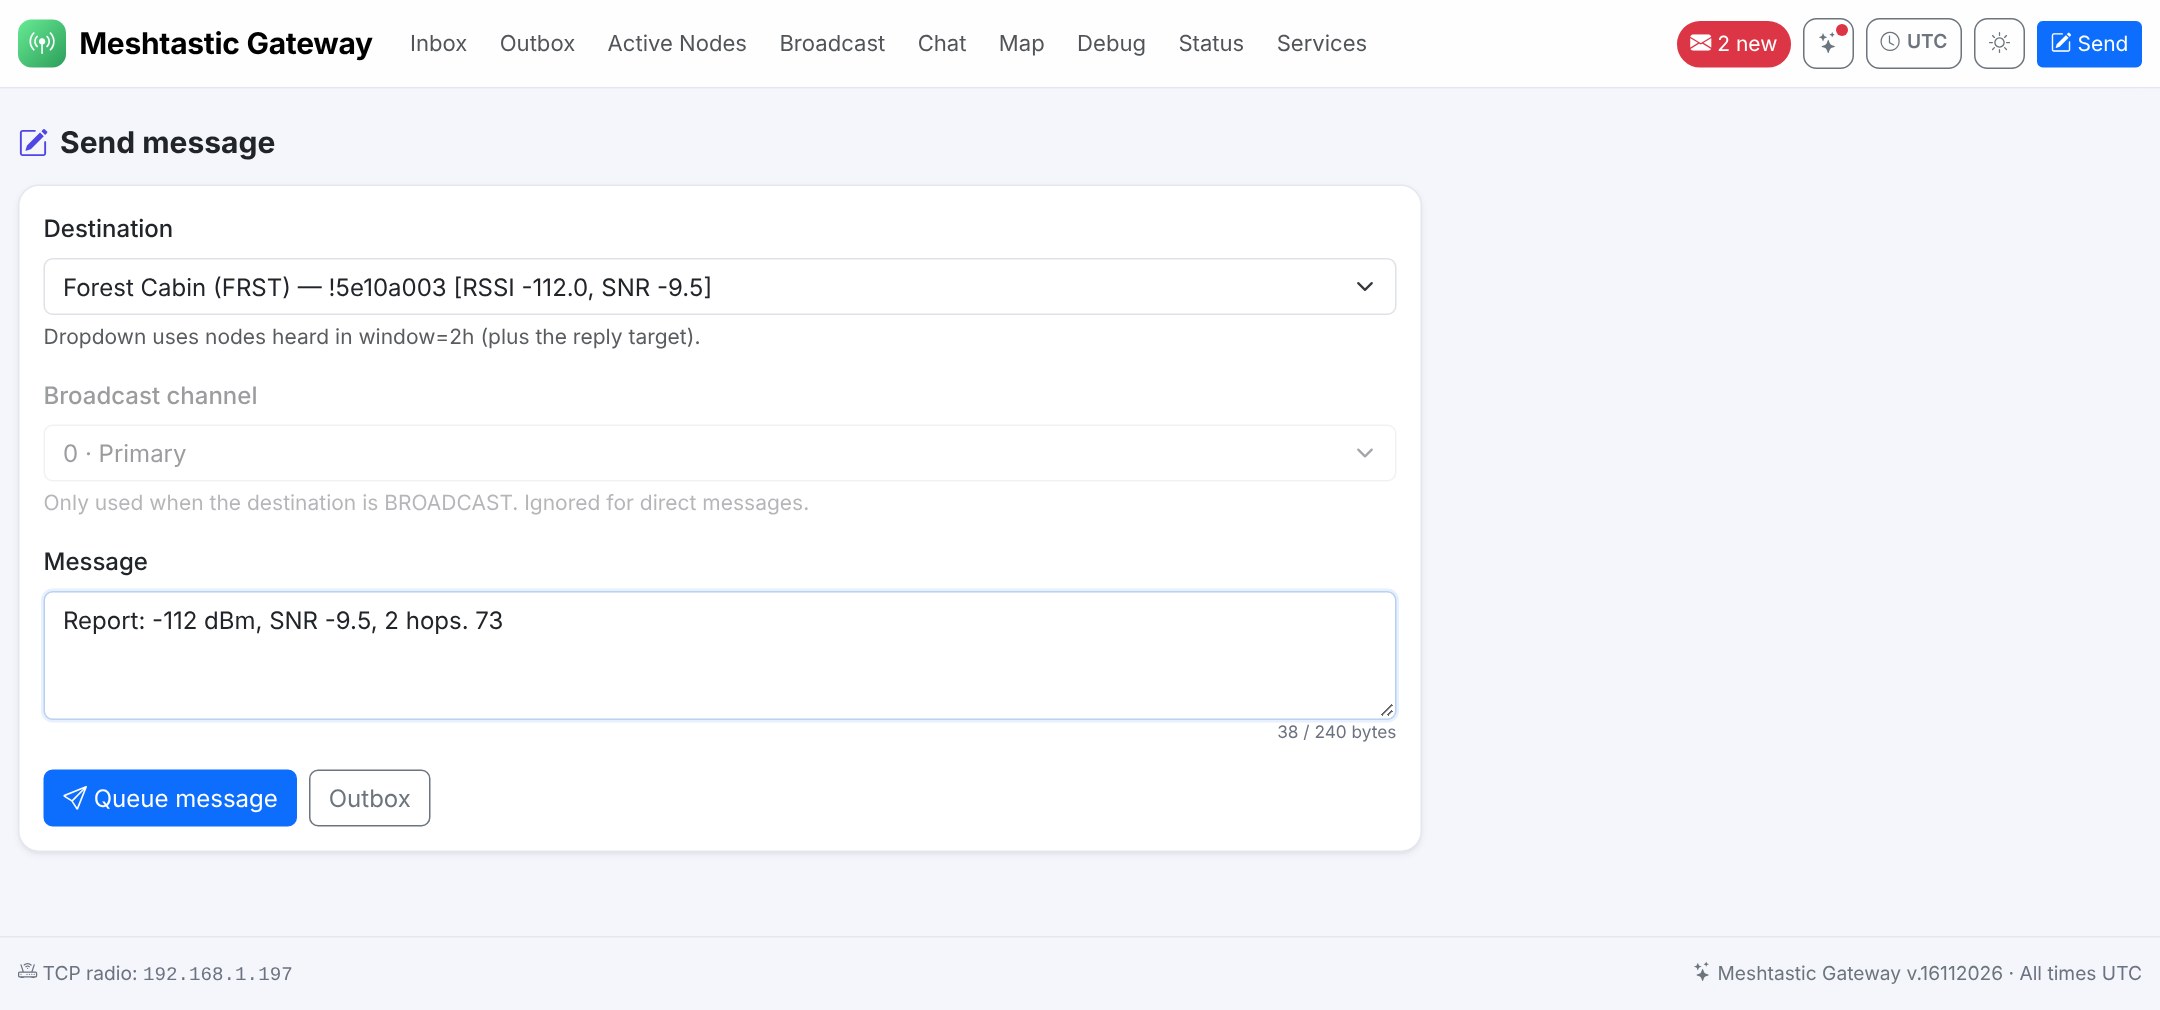 Meshtastic Gateway Inbox Outbox Active Nodes Broadcast Chat Map Debug Status Services 2 new UTC Send
Send message
Destination
Forest Cabin (FRST) — !5e10a003 [RSSI -112.0, SNR -9.5]
Dropdown uses nodes heard in window=2h (plus the reply target).
Broadcast channel
0 · Primary
Only used when the destination is BROADCAST. Ignored for direct messages.
Message
Report: -112 dBm, SNR -9.5, 2 hops. 73
38 / 240 bytes
Queue message Outbox
TCP radio: 192.168.1.197 Meshtastic Gateway v.16112026 · All times UTC